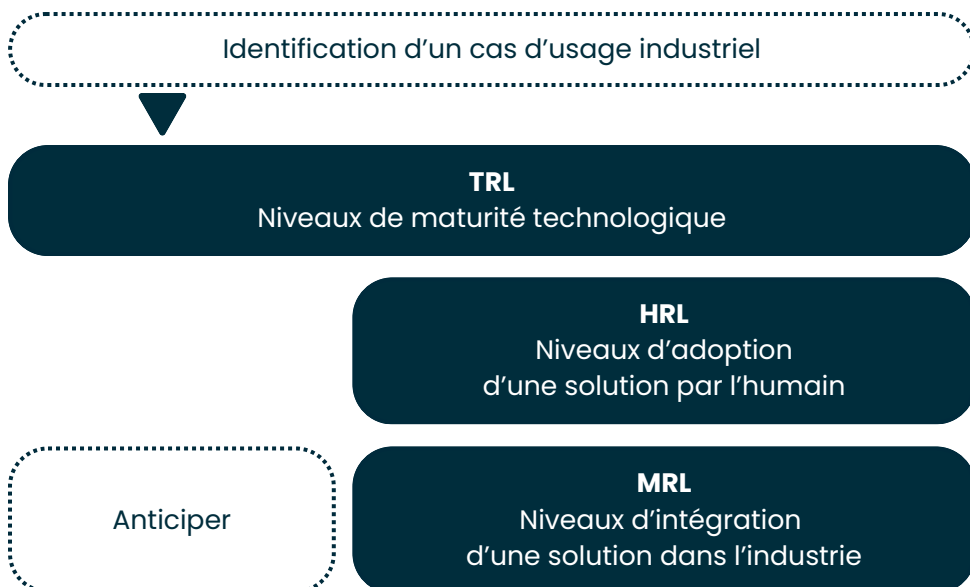 Identification d’un cas d’usage industriel
TRL
Niveaux de maturité technologique
HRL
Niveaux d’adoption
d’une solution par l’humain
Anticiper
MRL
Niveaux d’intégration
d’une solution dans l’industrie